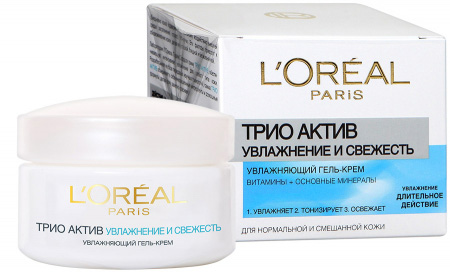 L'ORÉAL
PARIS
ТРИО АКТИВ
УВЛАЖНЕНИЕ И СВЕЖЕСТЬ
УВЛАЖНЯЮЩИЙ ГЕЛЬ-КРЕМ
ВИТАМИНЫ + ОСНОВНЫЕ МИНЕРАЛЫ
УВЛАЖНЕНИЕ
ДЛИТЕЛЬНОЕ
ДЕЙСТВИЕ
1. УВЛАЖНЯЕТ 2. ТОНИЗИРУЕТ 3. ОСВЕЖАЕТ
ДЛЯ НОРМАЛЬНОЙ И СМЕШАННОЙ КОЖИ
L'ORÉAL
PARIS
ТРИО АКТИВ УВЛАЖНЕНИЕ И СВЕЖЕСТЬ
УВЛАЖНЯЮЩИЙ ГЕЛЬ-КРЕМ